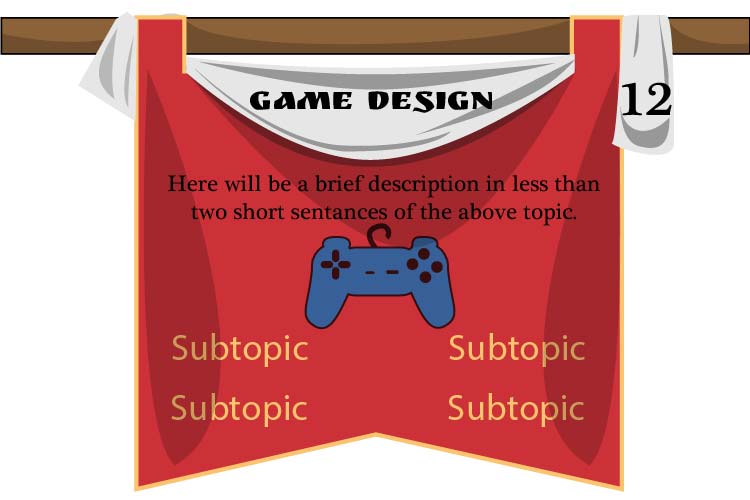 GAME DESIGN
12
Here will be a brief description in less than
two short sentances of the above topic.
Subtopic Subtopic
Subtopic Subtopic